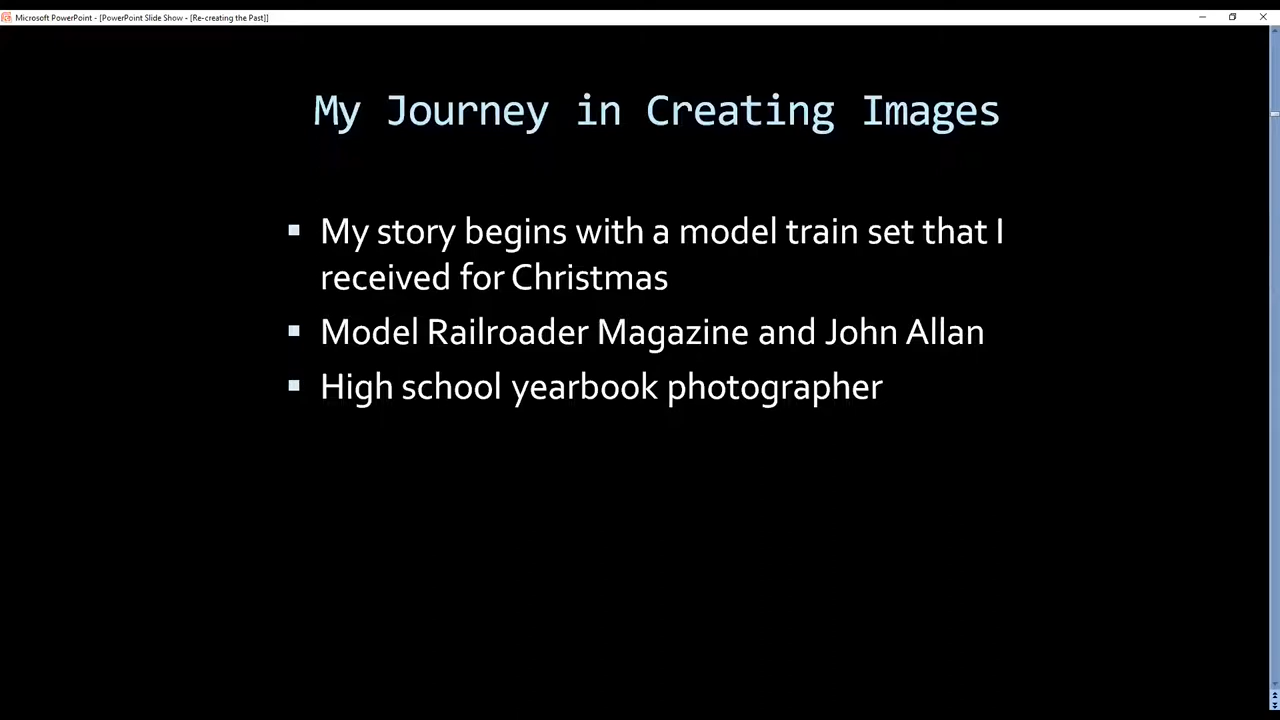 Microsoft PowerPoint - [PowerPoint Slide Show - [Re-creating the Past]]
My Journey in Creating Images
My story begins with a model train set that I
received for Christmas
Model Railroader Magazine and John Allan
High school yearbook photographer